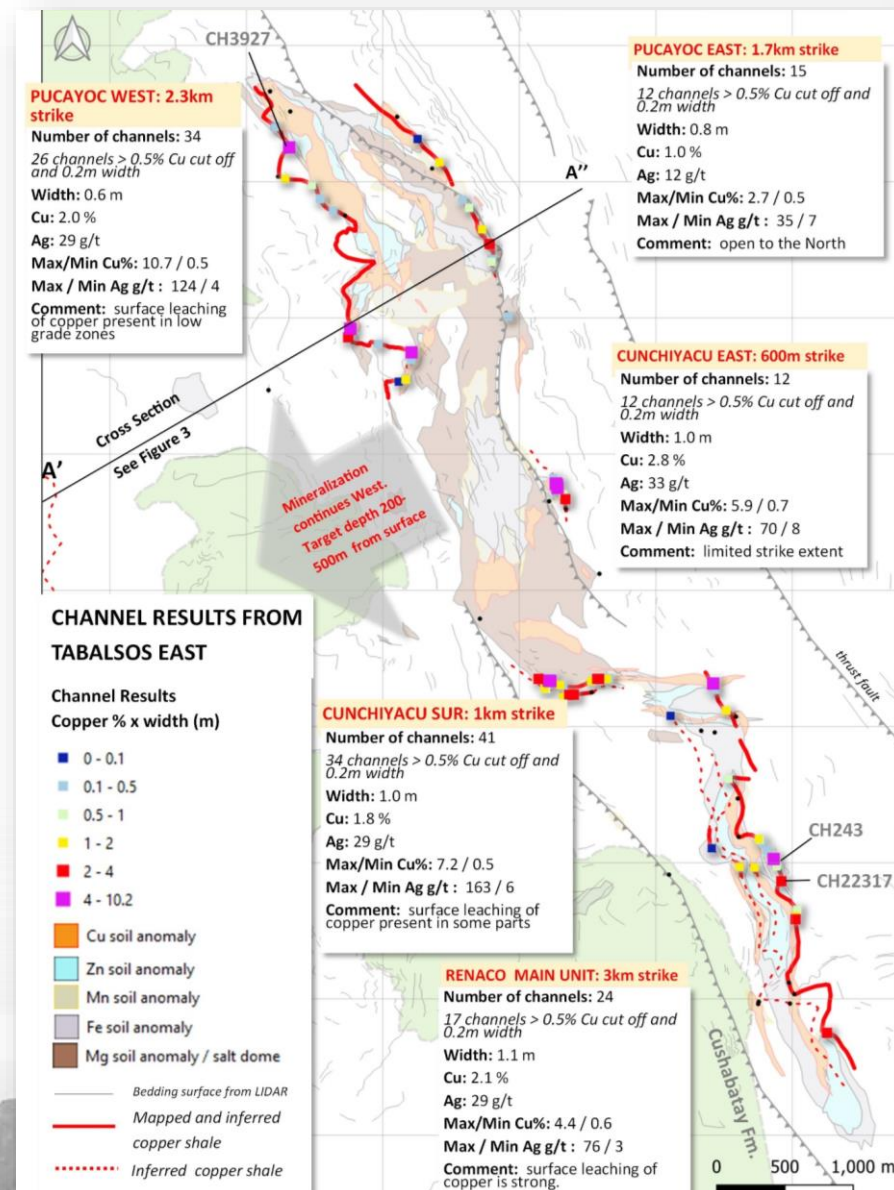 CH3927
PUCAYOC WEST: 2.3km
strike
Number of channels: 34
26 channels > 0.5% Cu cut off
and 0.2m width
Width: 0.6 m
Cu: 2.0 %
Ag: 29 g/t
Max/Min Cu%: 10.7 / 0.5
Max / Min Ag g/t : 124 / 4
Comment: surface leaching
of copper present in low
grade zones
PUCAYOC EAST: 1.7km strike
Number of channels: 15
12 channels > 0.5% Cu cut off and
0.2m width
Width: 0.8 m
Cu: 1.0 %
Ag: 12 g/t
Max/Min Cu%: 2.7 / 0.5
Max / Min Ag g/t : 35 / 7
Comment: open to the North
A''
Cross Section
See Figure 3
A'
Mineralization
continues West.
Target depth 200-
500m from surface
CUNCHIYACU EAST: 600m strike
Number of channels: 12
12 channels > 0.5% Cu cut off and
0.2m width
Width: 1.0 m
Cu: 2.8 %
Ag: 33 g/t
Max/Min Cu%: 5.9 / 0.7
Max / Min Ag g/t : 70 / 8
Comment: limited strike extent
thrust fault
CHANNEL RESULTS FROM
TABALSOS EAST
Channel Results
Copper % x width (m)
0 - 0.1
0.1 - 0.5
0.5 - 1
1 - 2
2 - 4
4 - 10.2
Cu soil anomaly
Zn soil anomaly
Mn soil anomaly
Fe soil anomaly
Mg soil anomaly / salt dome
Bedding surface from LIDAR
Mapped and inferred
copper shale
Inferred copper shale
CUNCHIYACU SUR: 1km strike
Number of channels: 41
34 channels > 0.5% Cu cut off and
0.2m width
Width: 1.0 m
Cu: 1.8 %
Ag: 29 g/t
Max/Min Cu%: 7.2 / 0.5
Max / Min Ag g/t : 163 / 6
Comment: surface leaching of
copper present in some parts
CH243
CH22317
RENACO MAIN UNIT: 3km strike
Number of channels: 24
17 channels > 0.5% Cu cut off and
0.2m width
Width: 1.1 m
Cu: 2.1 %
Ag: 29 g/t
Max/Min Cu%: 4.4 / 0.6
Max / Min Ag g/t : 76 / 3
Comment: surface leaching of
copper is strong.
Cushabatay Fm.
0 500 1,000 m